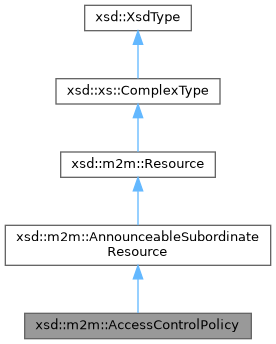 xsd::XsdType
xsd::xs::ComplexType
xsd::m2m::Resource
xsd::m2m::AnnounceableSubordinate
Resource
xsd::m2m::AccessControlPolicy